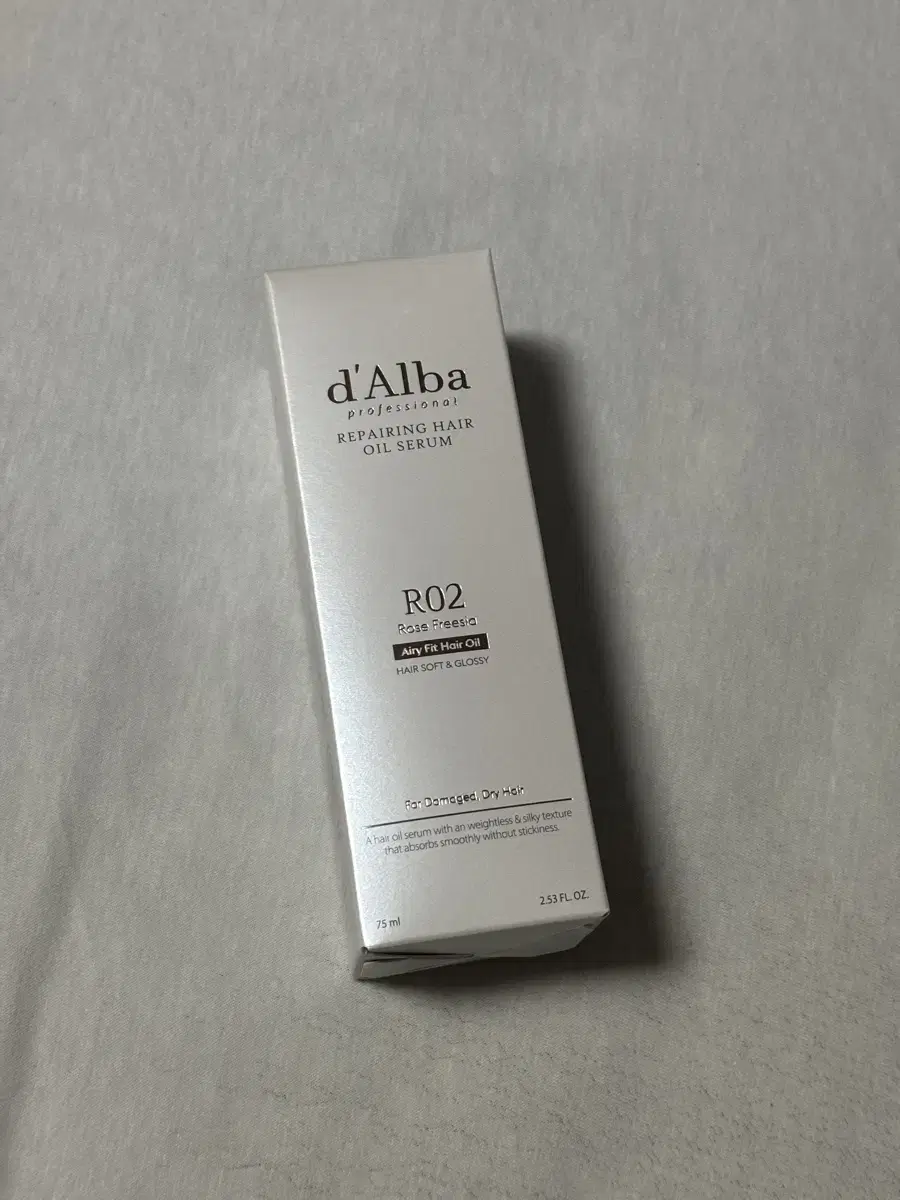 d'Alba
professional
REPAIRING HAIR
OIL SERUM
R02
Rose Freesia
Airy Fit Hair Oil
HAIR SOFT & GLOSSY
For Damaged, Dry Hair
A hair oil serum with an weightless & silky texture
that absorbs smoothly without stickiness.
75 ml
2.53 FL. OZ.